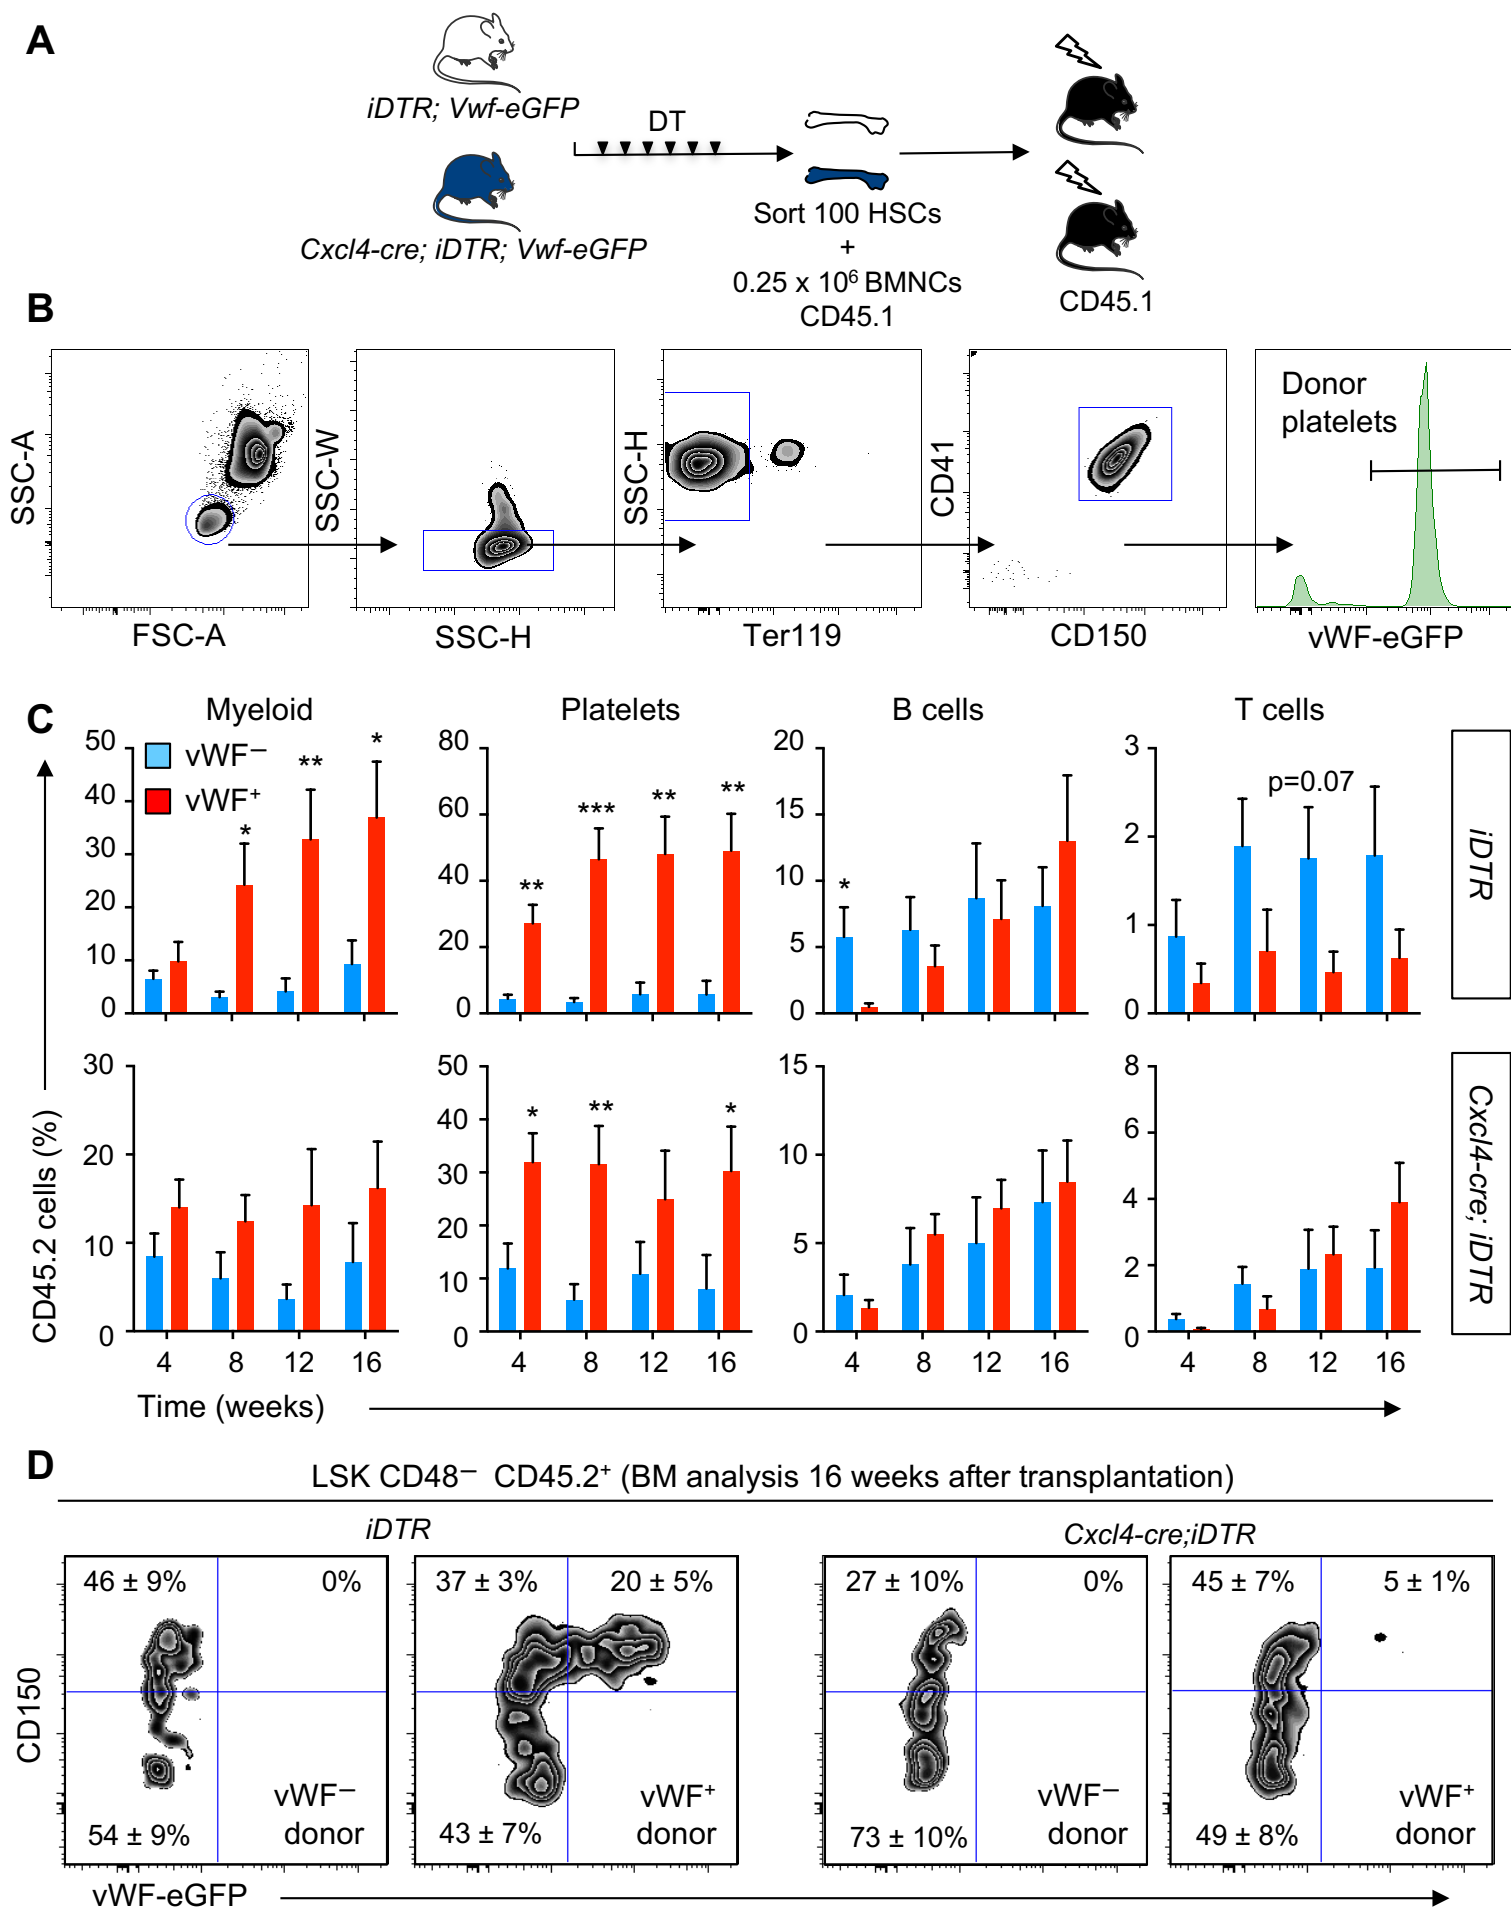 A
iDTR; Vwf-eGFP
Cxcl4-cre; iDTR; Vwf-eGFP
DT
Sort 100 HSCs
+
0.25 x 10⁶ BMNCs
CD45.1
CD45.1
B
SSC-A
FSC-A
SSC-W
SSC-H
SSC-H
Ter119
CD41
CD150
Donor
platelets
vWF-eGFP
C
Myeloid
Platelets
B cells
T cells
vWF⁻
vWF⁺
50
40
30
20
10
0
*
**
*
80
60
40
20
0
**
***
**
**
20
15
10
5
0
*
3
2
1
0
p=0.07
iDTR
CD45.2 cells (%)
30
20
10
0
4 8 12 16
50
40
30
20
10
0
*
**
*
4 8 12 16
15
10
5
0
4 8 12 16
8
6
4
2
0
4 8 12 16
Cxcl4-cre; iDTR
Time (weeks)
D
LSK CD48⁻ CD45.2⁺ (BM analysis 16 weeks after transplantation)
iDTR
Cxcl4-cre;iDTR
CD150
46 ± 9%
0%
54 ± 9%
vWF⁻
donor
37 ± 3%
20 ± 5%
43 ± 7%
vWF⁺
donor
27 ± 10%
0%
73 ± 10%
vWF⁻
donor
45 ± 7%
5 ± 1%
49 ± 8%
vWF⁺
donor
vWF-eGFP